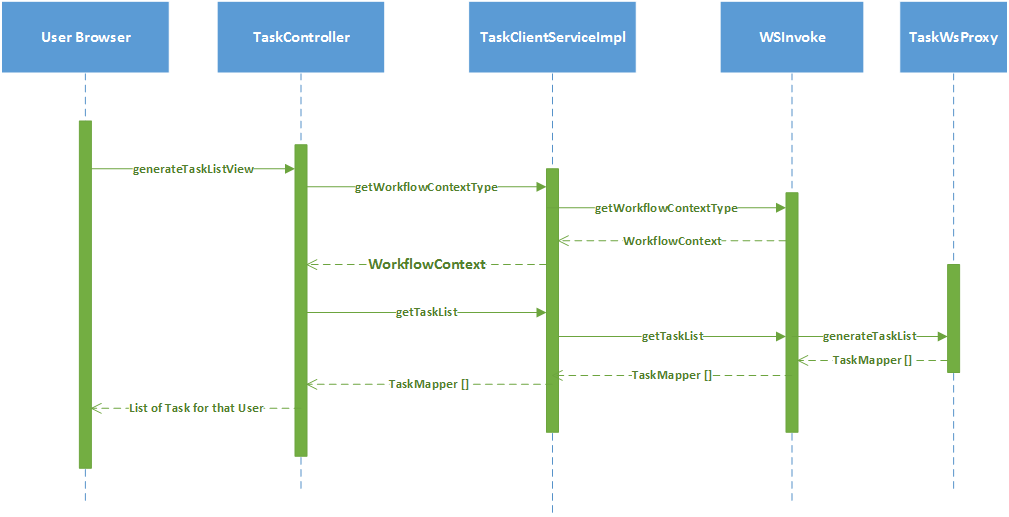 User Browser
TaskController
TaskClientServiceImpl
WSInvoke
TaskWsProxy
generateTaskListView
getWorkflowContextType
getWorkflowContextType
WorkflowContext
WorkflowContext
getTaskList
getTaskList
generateTaskList
TaskMapper []
TaskMapper []
TaskMapper []
List of Task for that User